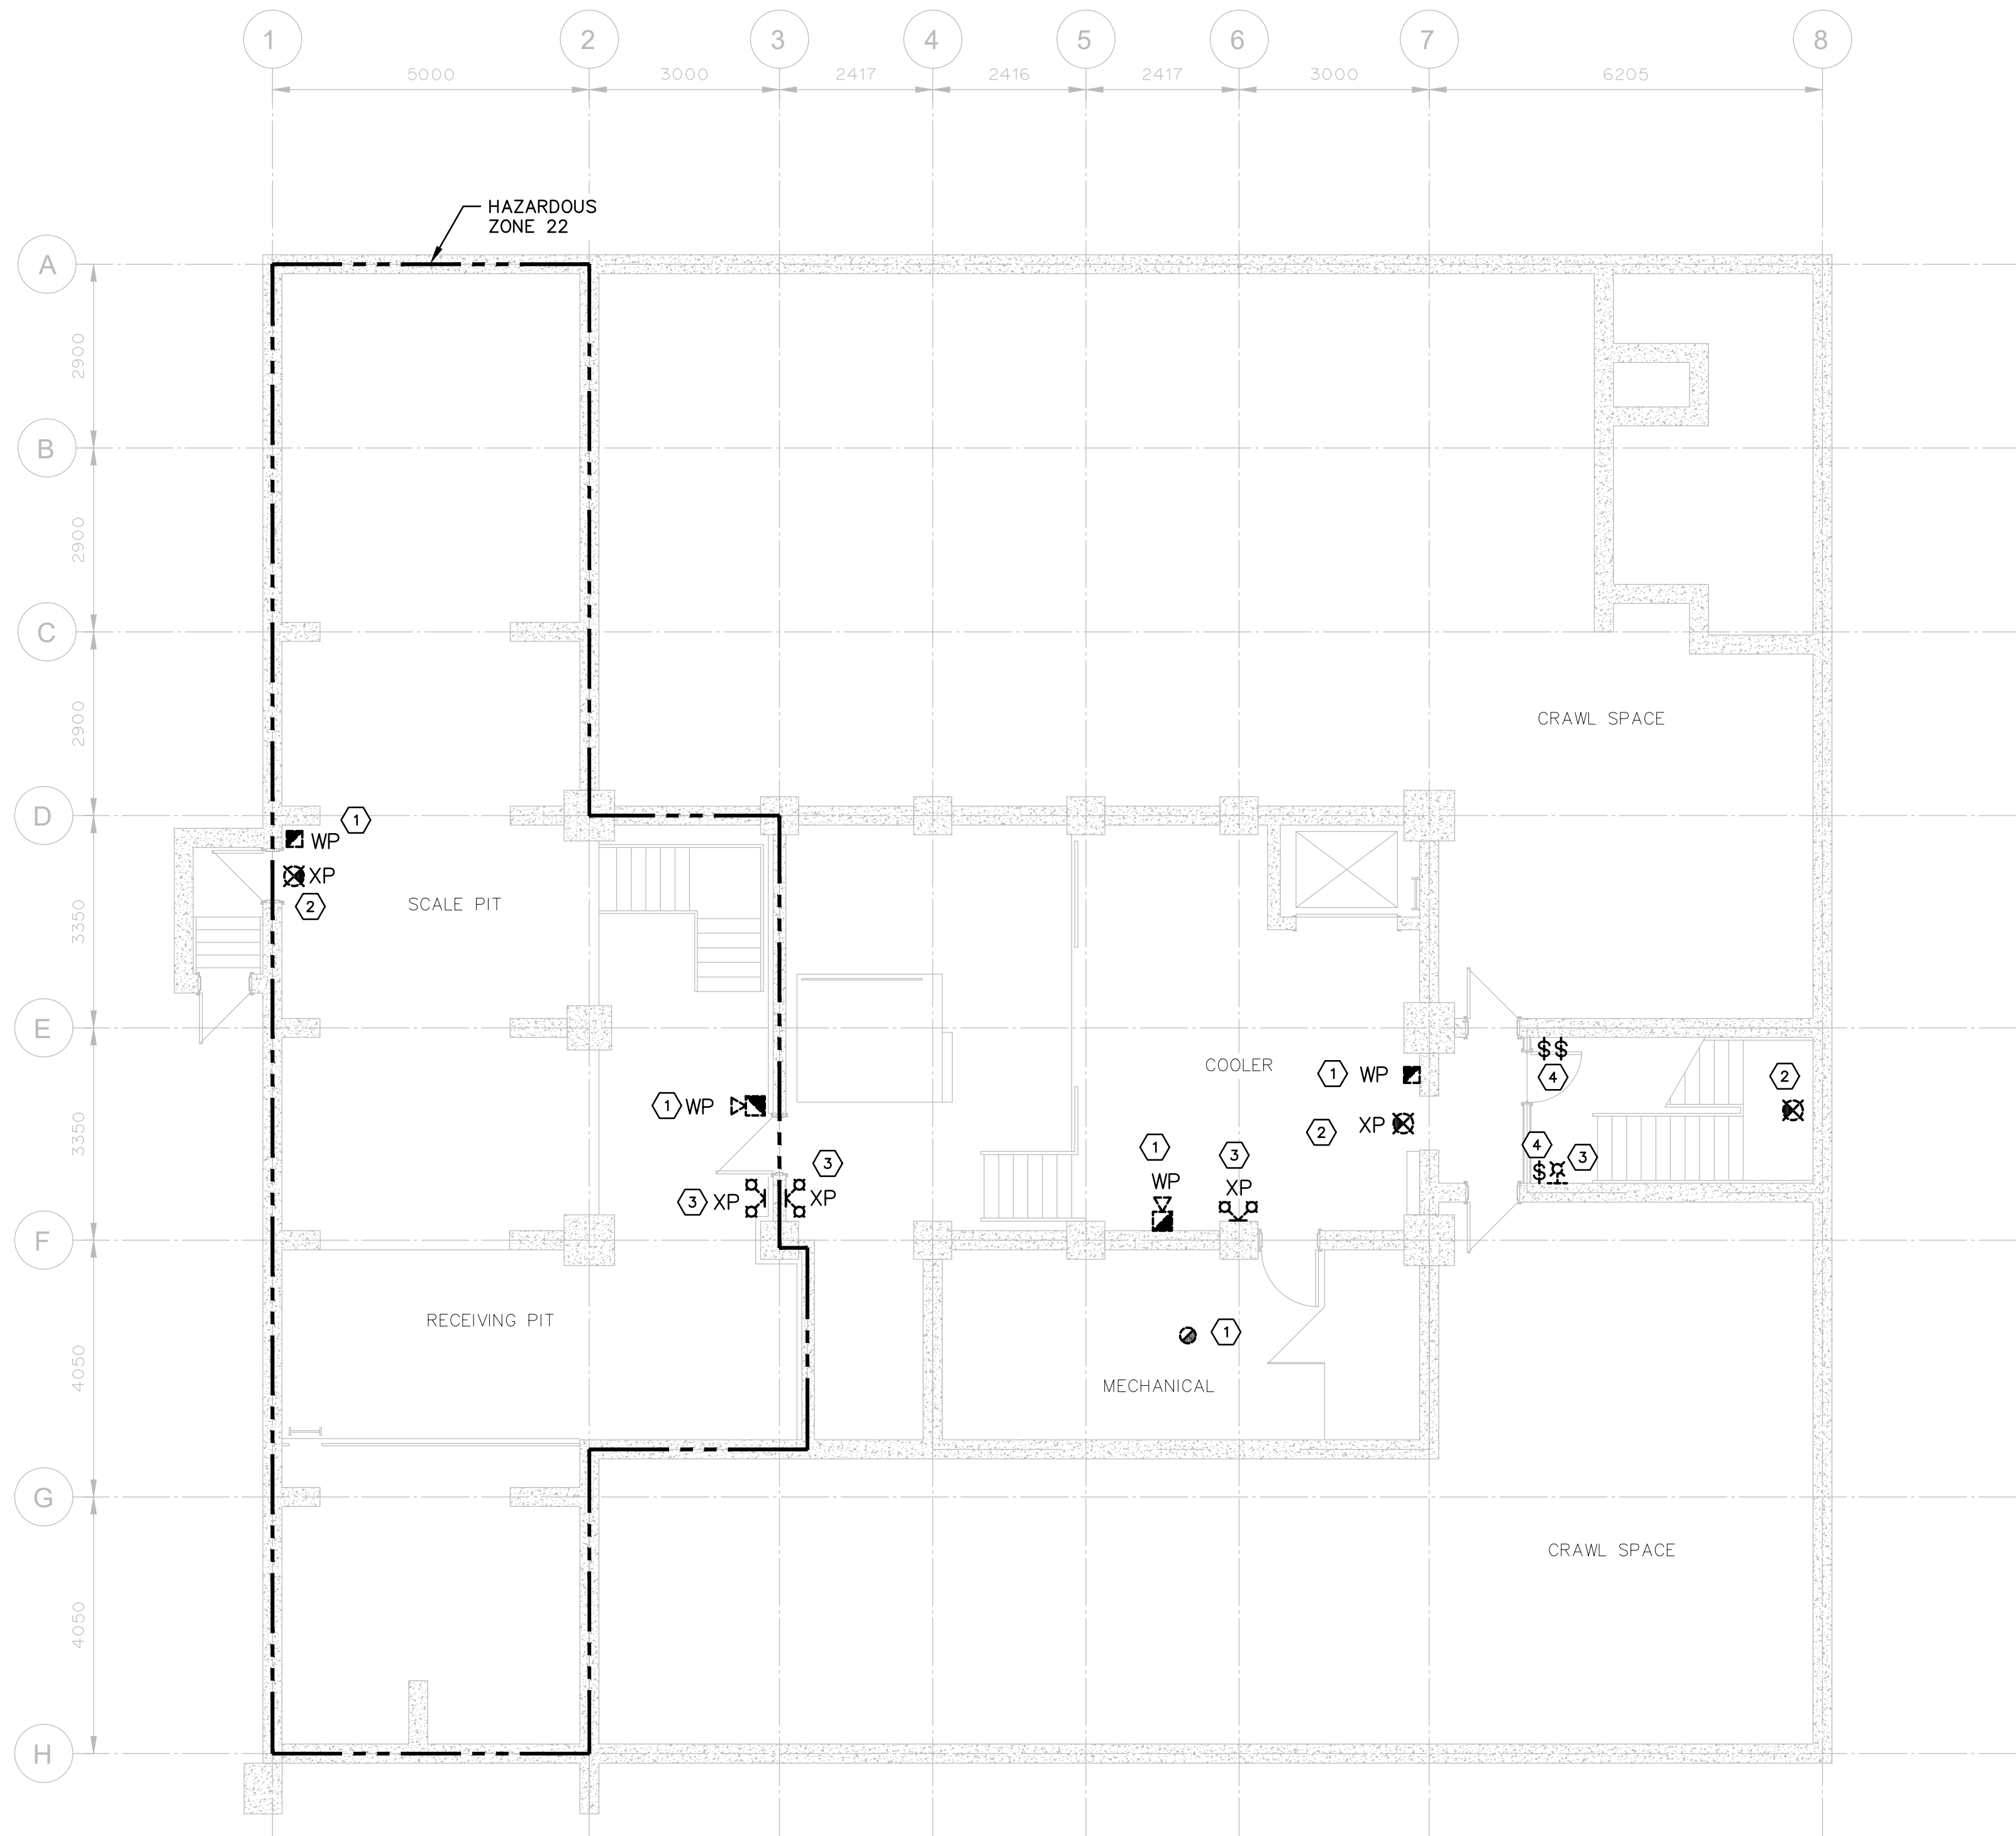 1 2 3 4 5 6 7 8
5000 3000 2417 2416 2417 3000 6205
HAZARDOUS
ZONE 22
A
2900
B
2900
C
2900
CRAWL SPACE
D
1
WP
XP
2
SCALE PIT
3350
E
COOLER
$$
4
1 WP
2
1 WP
2 XP
3350
1
WP
3
XP
4
$
3
3
3 XP
XP
F
RECEIVING PIT
1
MECHANICAL
4050
G
CRAWL SPACE
4050
H